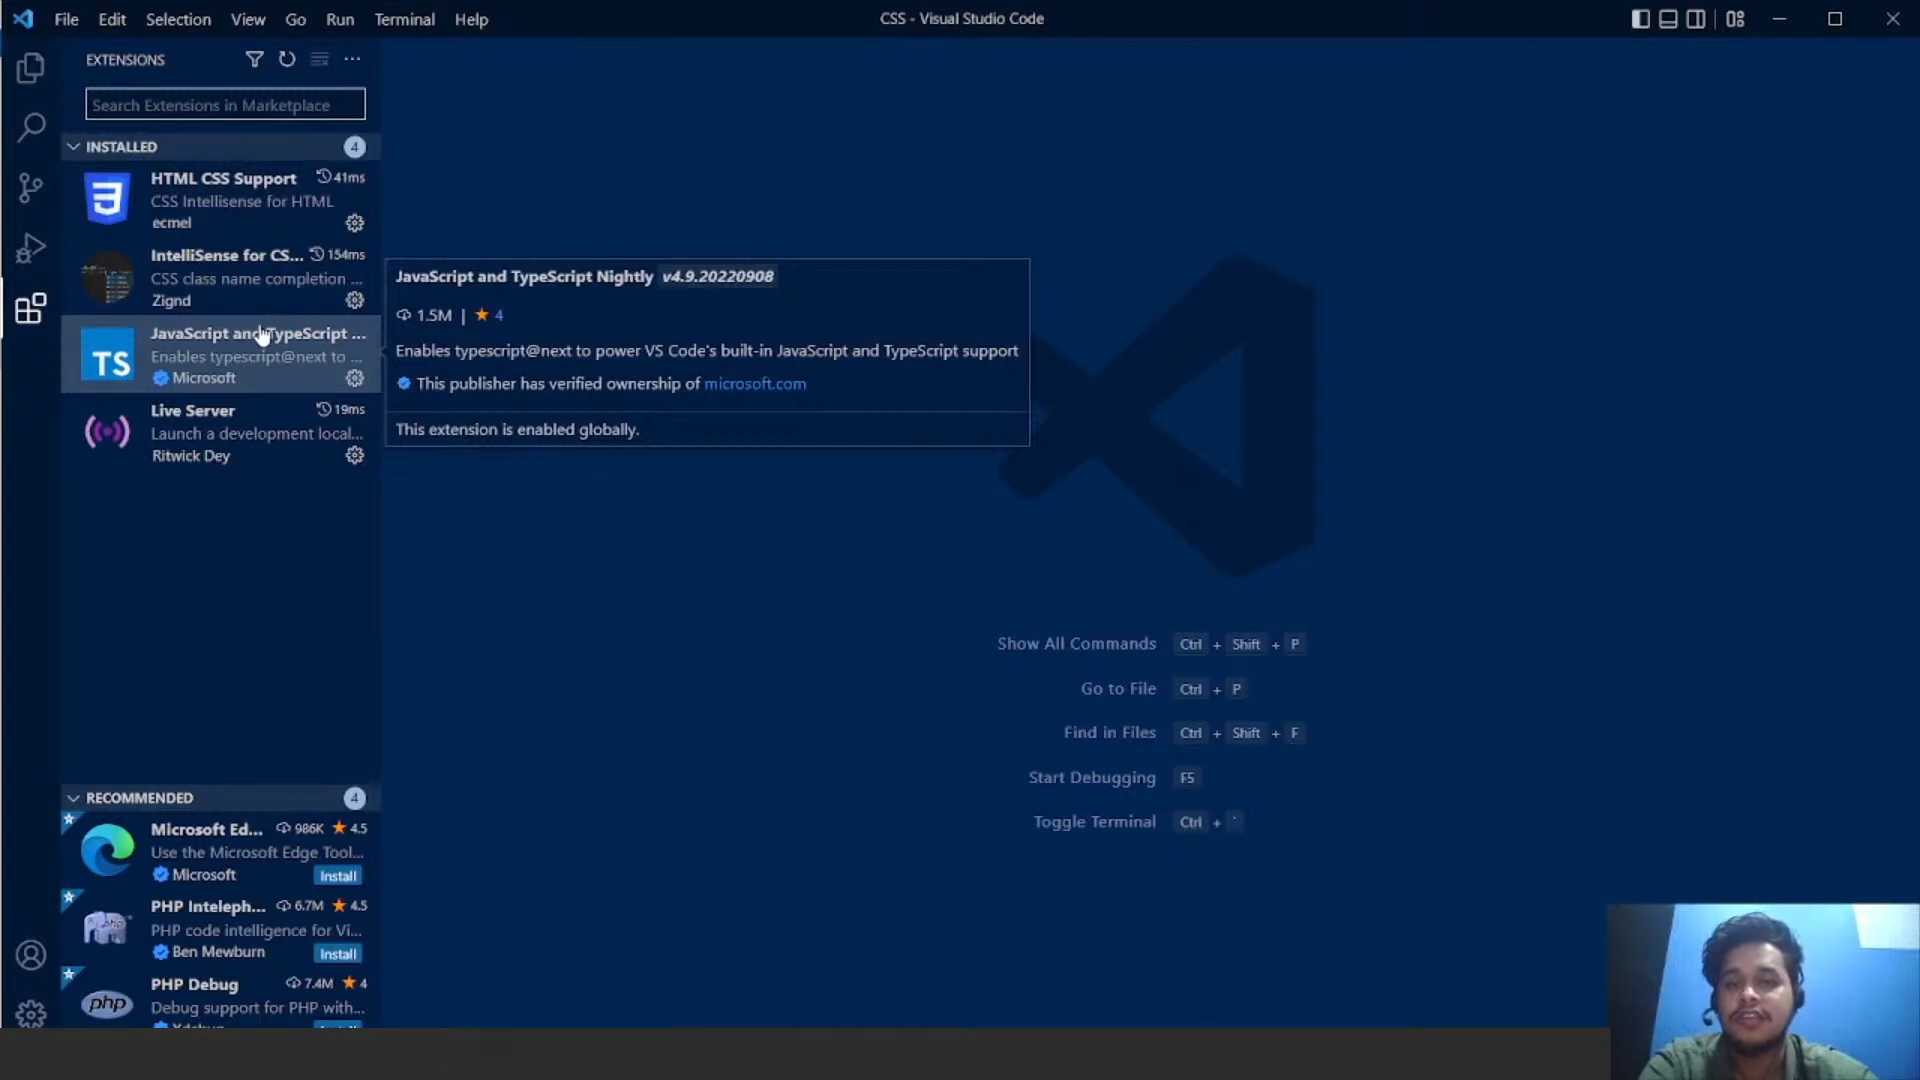 File Edit Selection View Go Run Terminal Help
CSS - Visual Studio Code
EXTENSIONS
Search Extensions in Marketplace
INSTALLED 4
HTML CSS Support 41ms
CSS Intellisense for HTML
ecmel
IntelliSense for CS... 154ms
CSS class name completion ...
Zignd
JavaScript and TypeScript ...
Enables typescript@next to ...
TS
Microsoft
Live Server 19ms
Launch a development local...
Ritwick Dey
JavaScript and TypeScript Nightly v4.9.20220908
1.5M | ★ 4
Enables typescript@next to power VS Code's built-in JavaScript and TypeScript support
This publisher has verified ownership of microsoft.com
This extension is enabled globally.
Show All Commands Ctrl + Shift + P
Go to File Ctrl + P
Find in Files Ctrl + Shift + F
Start Debugging F5
Toggle Terminal Ctrl + `
RECOMMENDED 4
Microsoft Ed... 986K ★ 4.5
Use the Microsoft Edge Tool...
Microsoft Install
PHP Inteleph... 6.7M ★ 4.5
php
PHP code intelligence for Vi...
Ben Mewburn Install
PHP Debug 7.4M ★ 4
php
Debug support for PHP with...